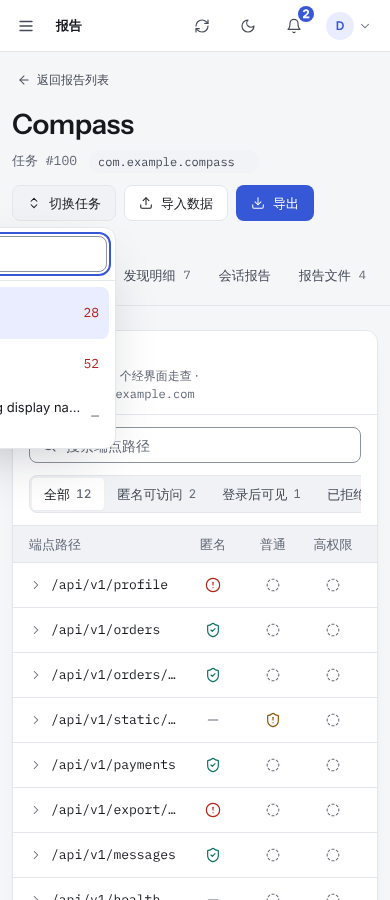 报告
2
D
返回报告列表
Compass
任务 #100 com.example.compass
切换任务 导入数据 导出
发现明细 7 会话报告 报告文件 4
28
52
g display na... —
个经界面走查 ·
example.com
搜索端点路径
全部 12 匿名可访问 2 登录后可见 1 已拒绝
端点路径 匿名 普通 高权限
/api/v1/profile
/api/v1/orders
/api/v1/orders/…
/api/v1/static/… —
/api/v1/payments
/api/v1/export/…
/api/v1/messages
/api/v1/health —